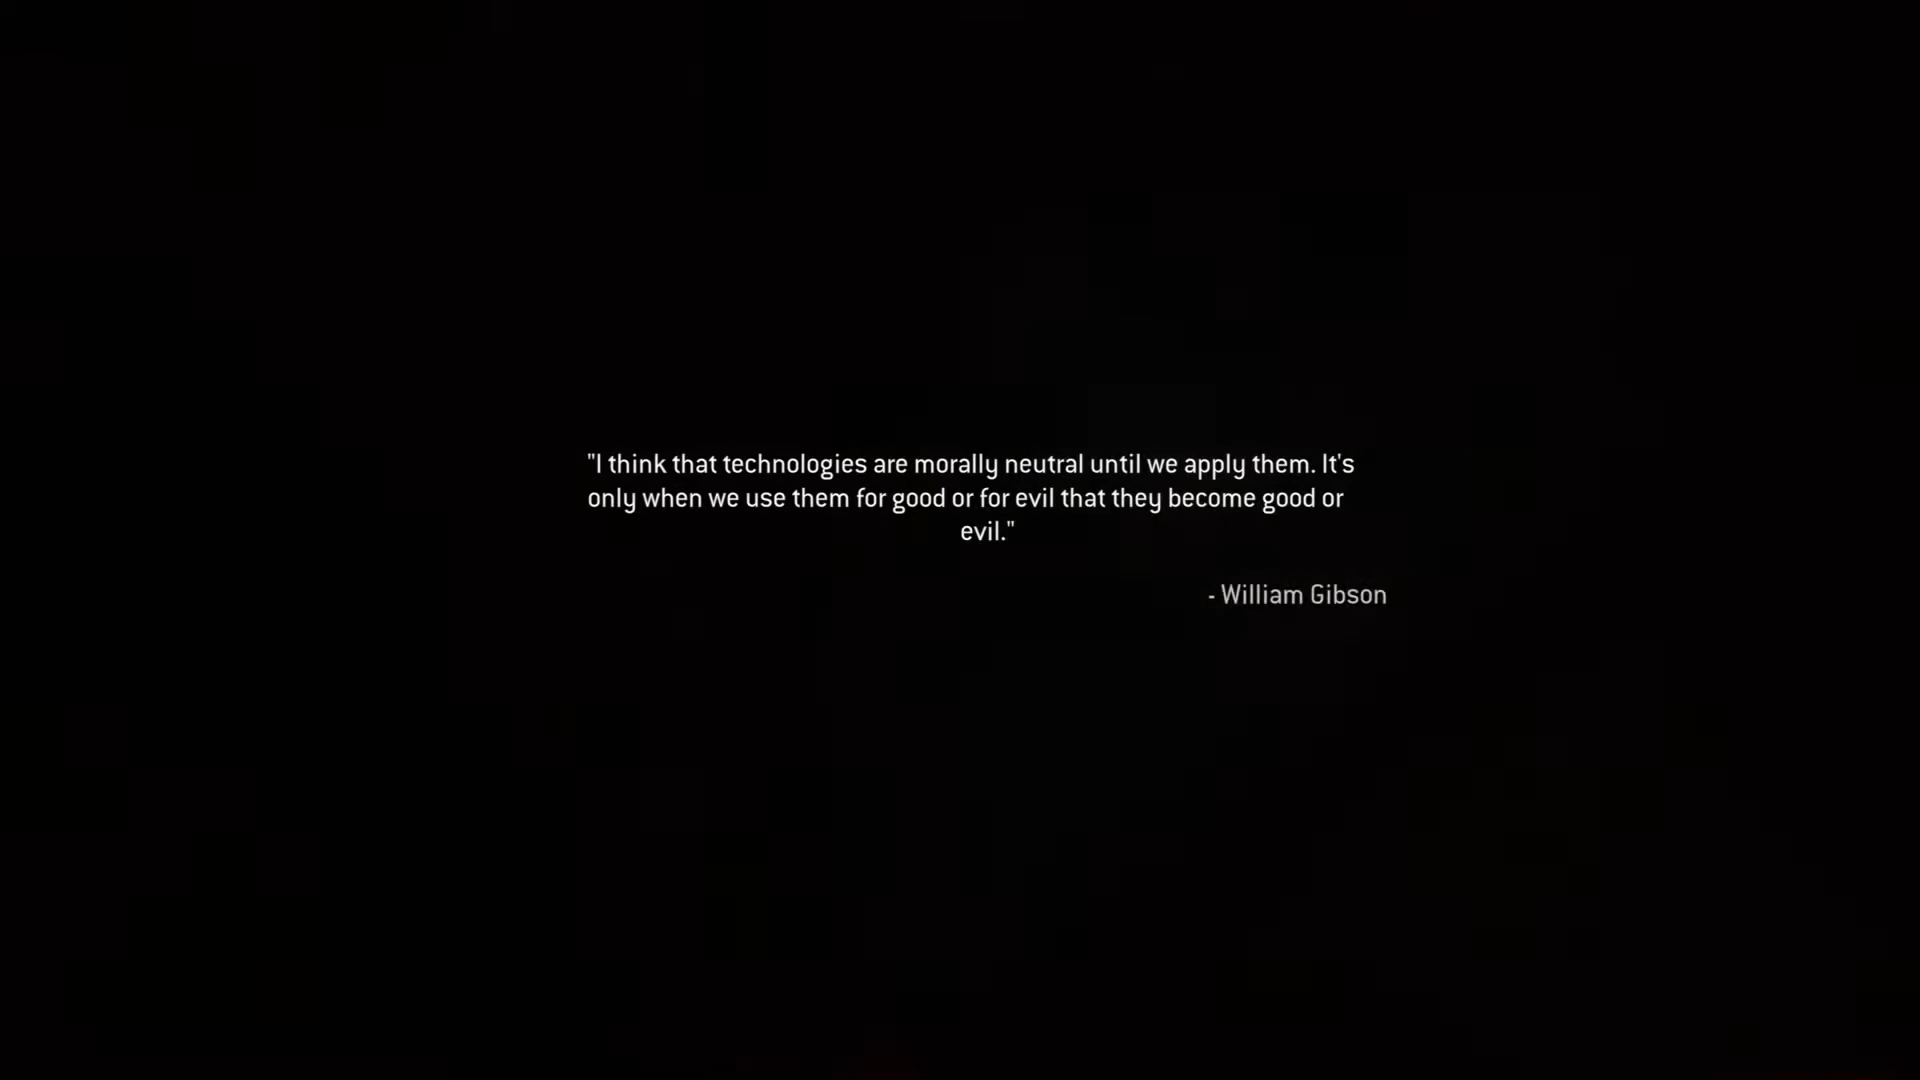 "I think that technologies are morally neutral until we apply them. It's
only when we use them for good or for evil that they become good or
evil."
- William Gibson